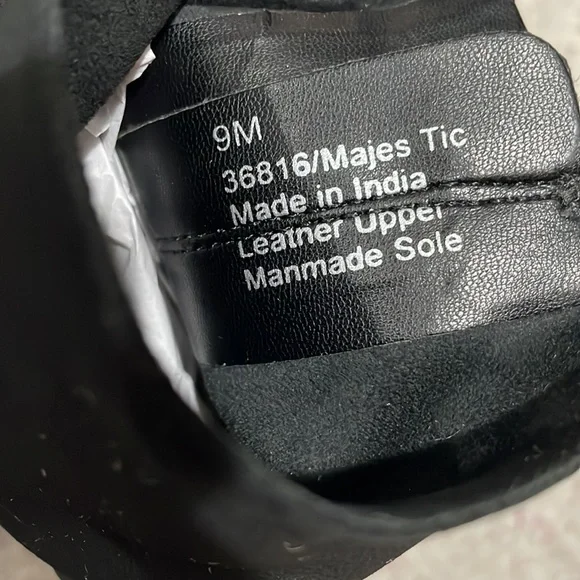 9M
36816/Majes Tic
Made in India
Leather Upper
Manmade Sole